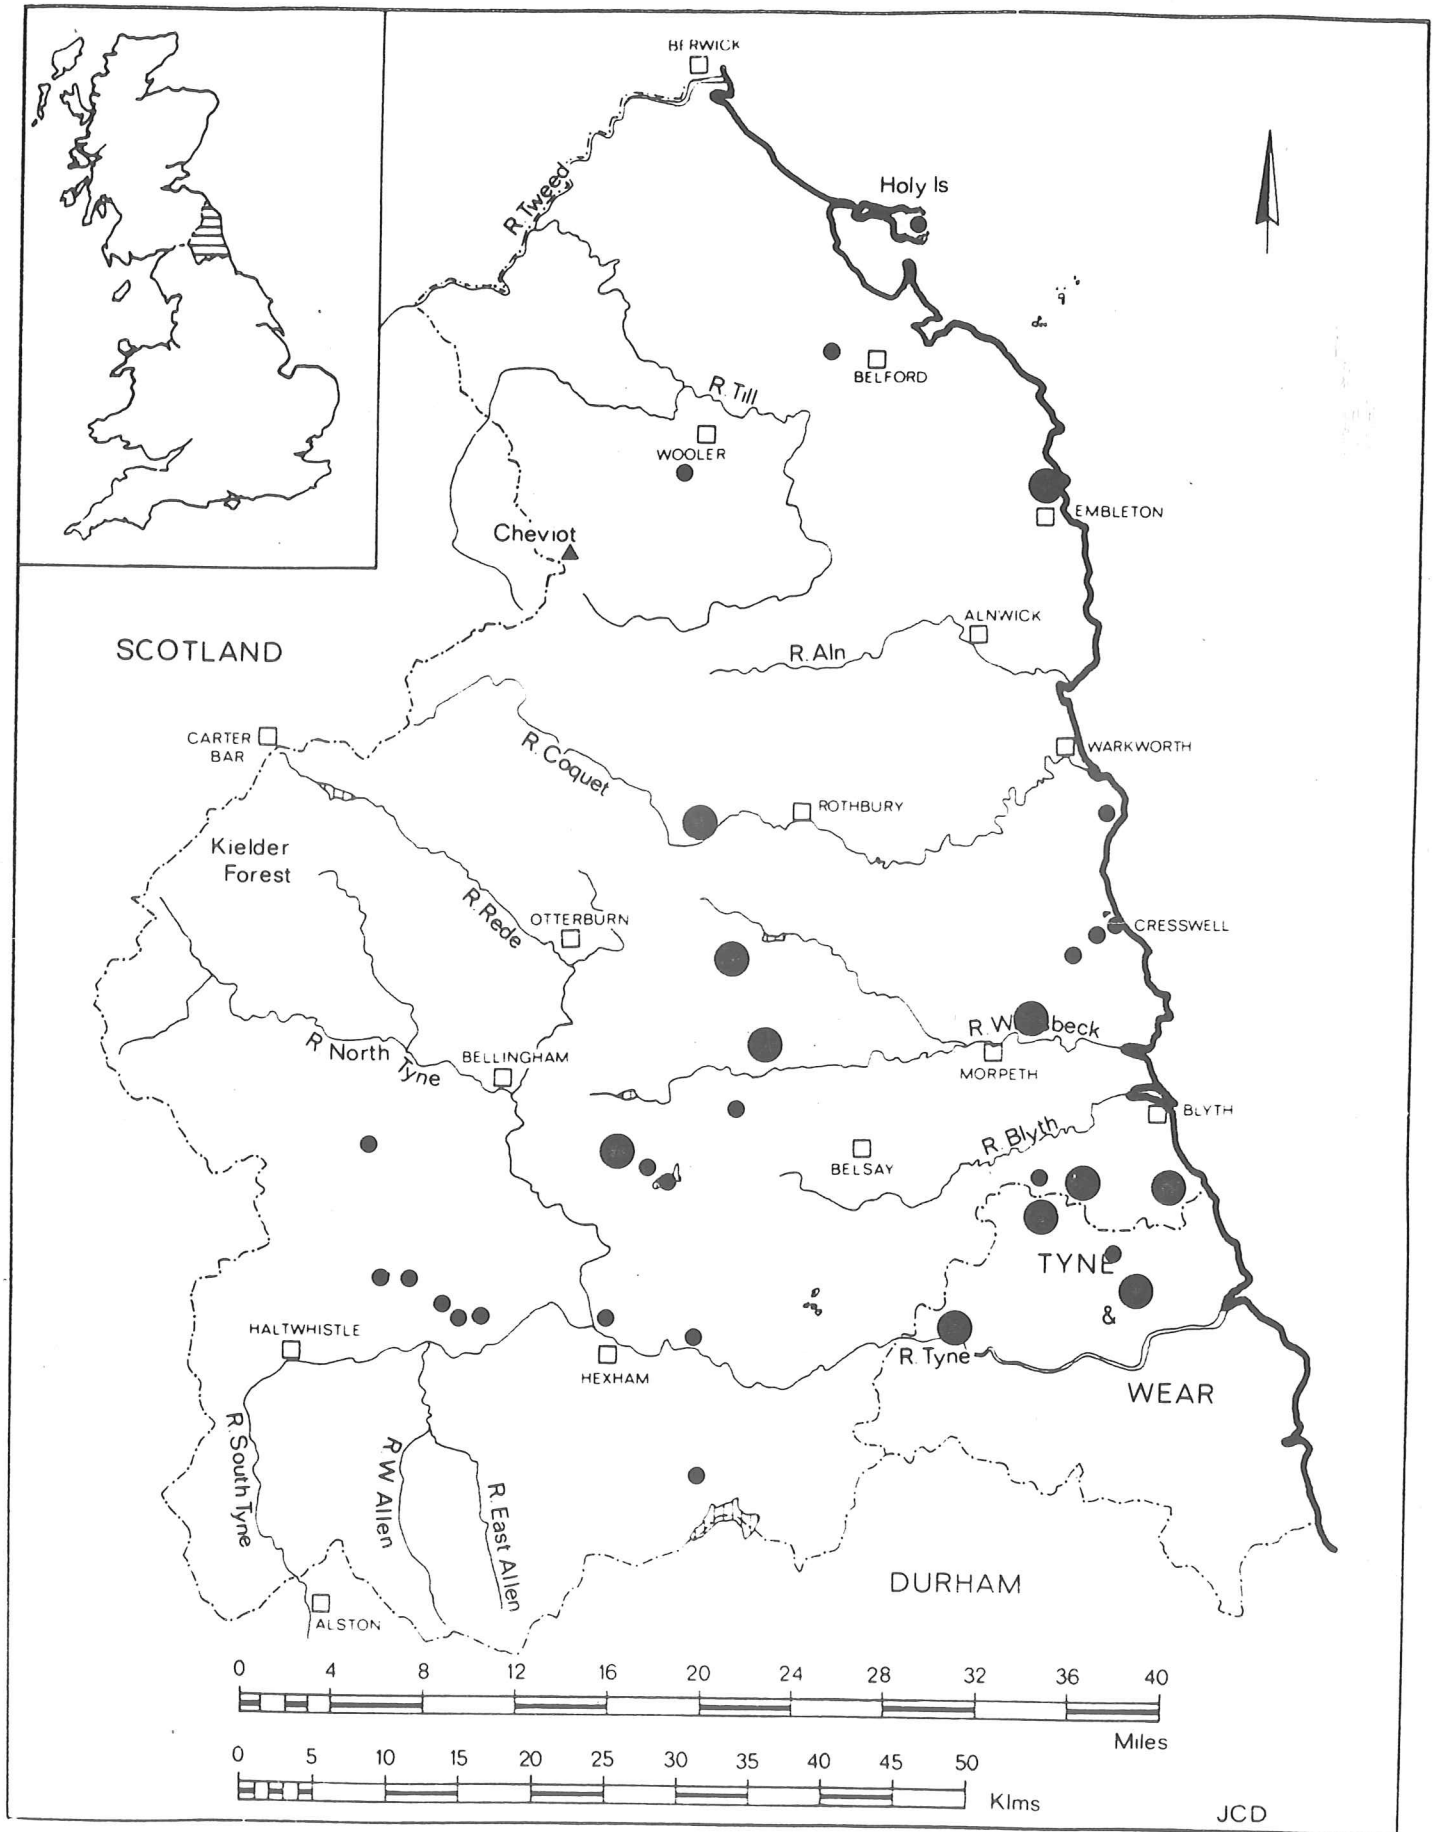 BERWICK
Holy Is
R. Tweed
BELFORD
R. Till
WOOLER
EMBLETON
Cheviot
ALNWICK
SCOTLAND
R. Aln
CARTER
BAR
WARKWORTH
R. Coquet
ROTHBURY
Kielder
Forest
R. Rede
OTTERBURN
CRESSWELL
R North Tyne
R. W sbeck
BELLINGHAM
MORPETH
BLYTH
R. Blyth
BELSAY
TYNE
&
WEAR
HALTWHISTLE
HEXHAM
R. Tyne
R. South Tyne
R. W Allen
R. East Allen
DURHAM
ALSTON
0 4 8 12 16 20 24 28 32 36 40
Miles
0 5 10 15 20 25 30 35 40 45 50
Klms
JCD